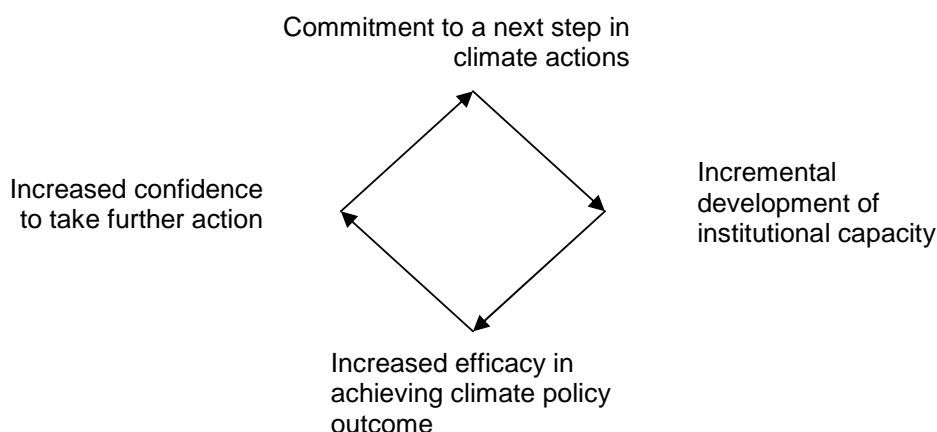 Commitment to a next step in
climate actions
Increased confidence
to take further action
Incremental
development of
institutional capacity
Increased efficacy in
achieving climate policy
outcome